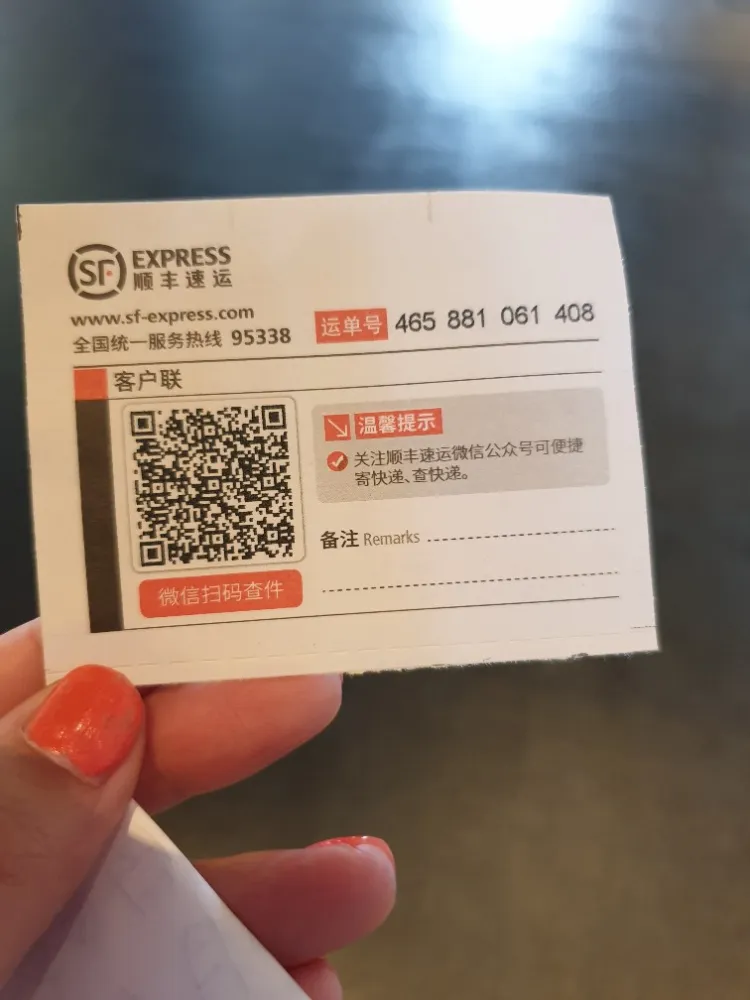 SF EXPRESS
顺丰速运
www.sf-express.com
全国统一服务热线 95338
运单号 465 881 061 408
客户联
温馨提示
关注顺丰速运微信公众号可便捷
寄快递、查快递。
备注 Remarks
微信扫码查件